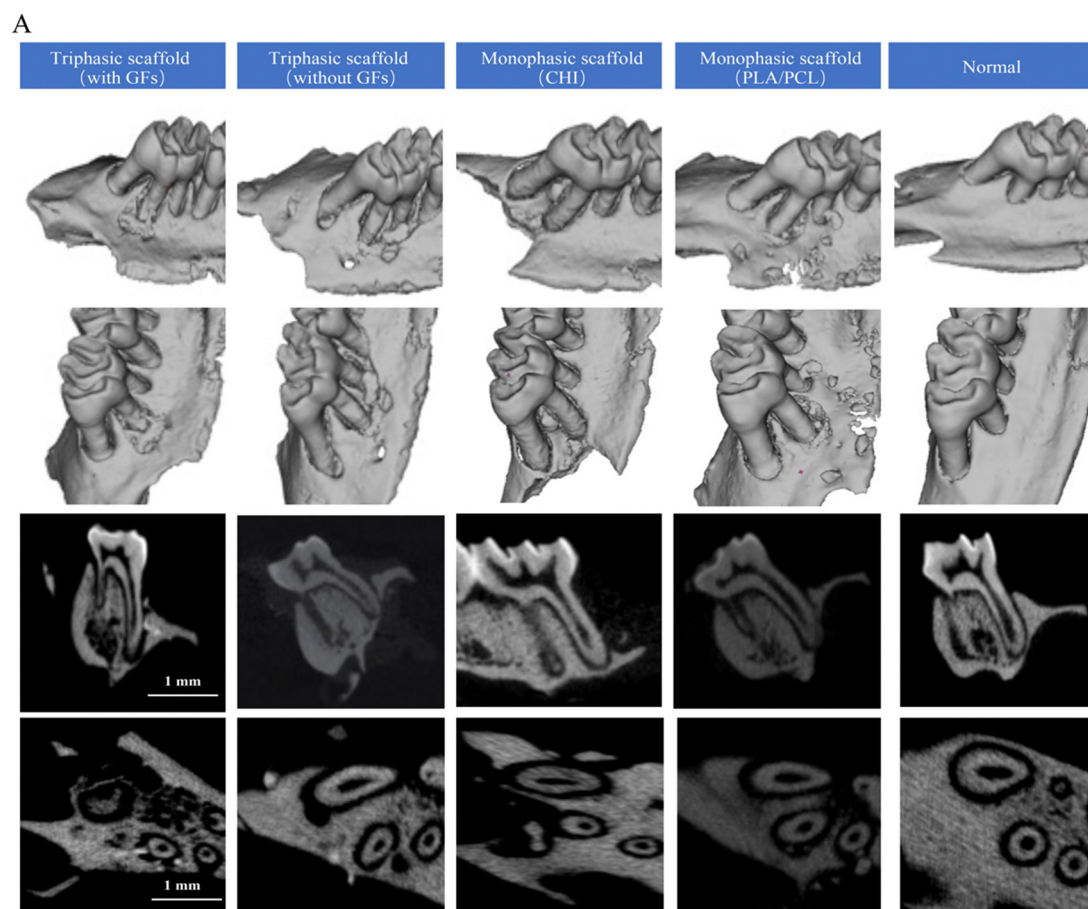 A
Triphasic scaffold
(with GFs)
Triphasic scaffold
(without GFs)
Monophasic scaffold
(CHI)
Monophasic scaffold
(PLA/PCL)
Normal
1 mm
1 mm